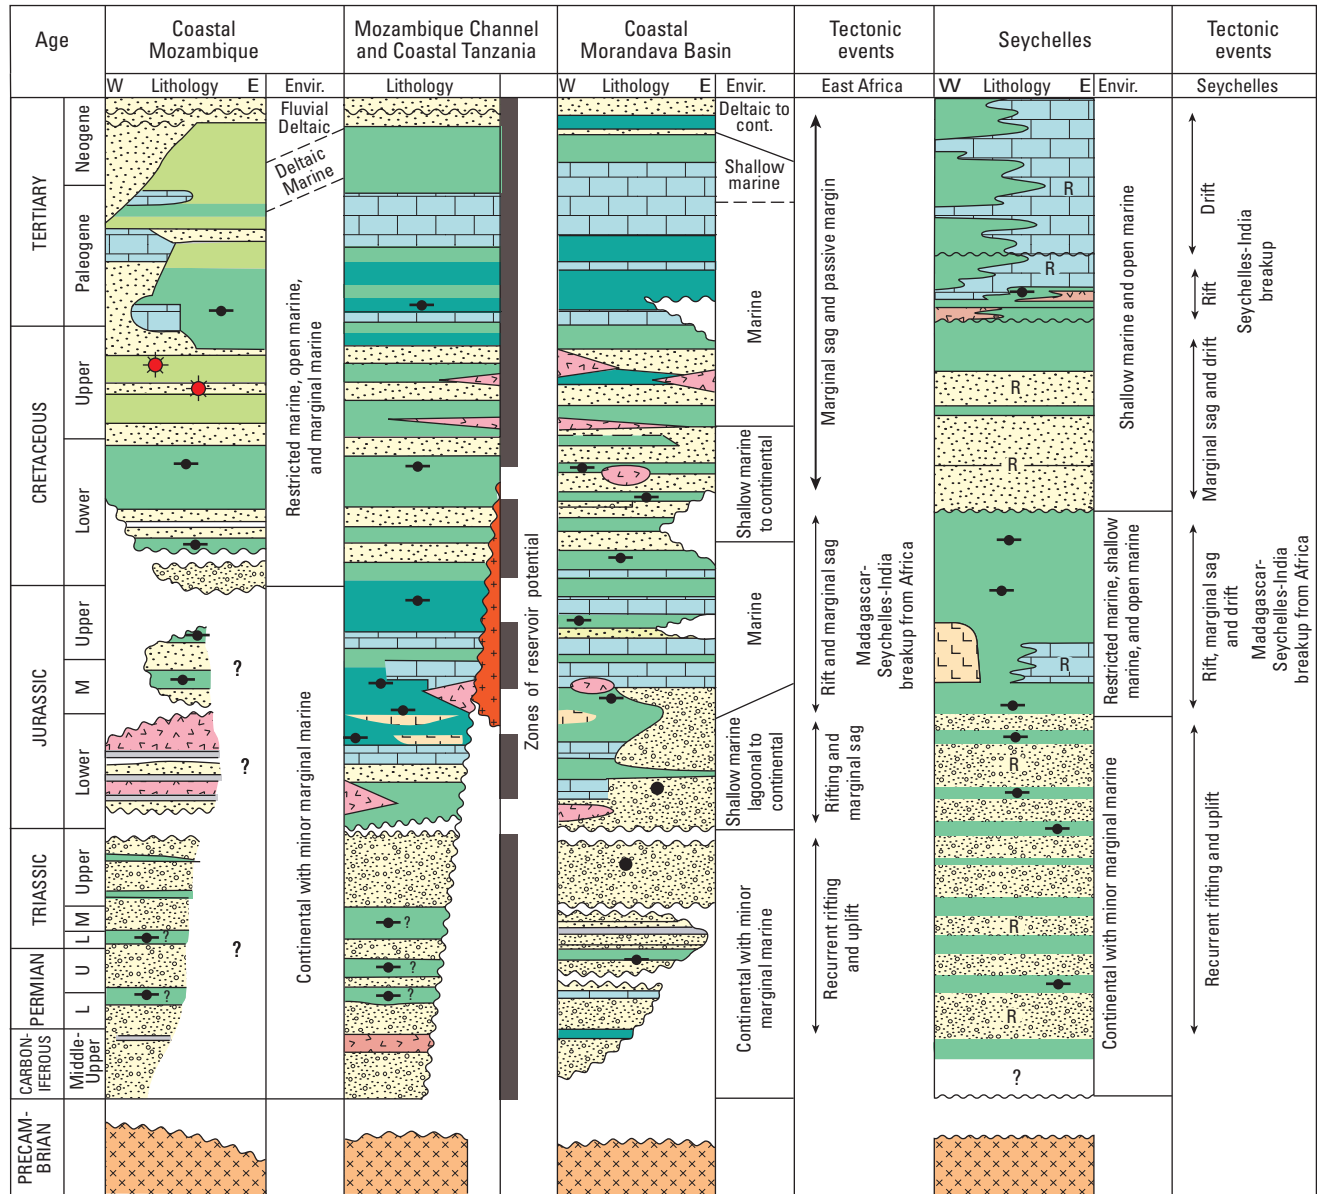 Age
Coastal
Mozambique
Mozambique Channel
and Coastal Tanzania
Coastal
Morandava Basin
Tectonic
events
Seychelles
Tectonic
events
W Lithology E
Envir.
Lithology
W Lithology E
Envir.
East Africa
W Lithology E
Envir.
Seychelles
TERTIARY
Neogene
Paleogene
CRETACEOUS
Upper
Lower
JURASSIC
Upper
M
Lower
TRIASSIC
Upper
M
L
PERMIAN
U
L
CARBON-
IFEROUS
Middle-
Upper
PRECAM-
BRIAN
?
?
?
?
?
Fluvial
Deltaic
Deltaic
Marine
Restricted marine, open marine,
and marginal marine
Continental with minor marginal marine
?
?
?
Zones of reservoir potential
Deltaic to
cont.
Shallow
marine
Marine
Shallow marine
to continental
Marine
Shallow marine
lagoonal to
continental
Continental with minor
marginal marine
Marginal sag and passive margin
Rift and marginal sag
Madagascar-
Seychelles-India
breakup from Africa
Rifting and
marginal sag
Recurrent rifting
and uplift
R
R
R
R
R
R
R
R
?
Shallow marine and open marine
Restricted marine, shallow
marine, and open marine
Continental with minor marginal marine
Drift
Rift
Seychelles-India
breakup
Marginal sag and drift
Rift, marginal sag
and drift
Madagascar-
Seychelles-India
breakup from Africa
Recurrent rifting and uplift